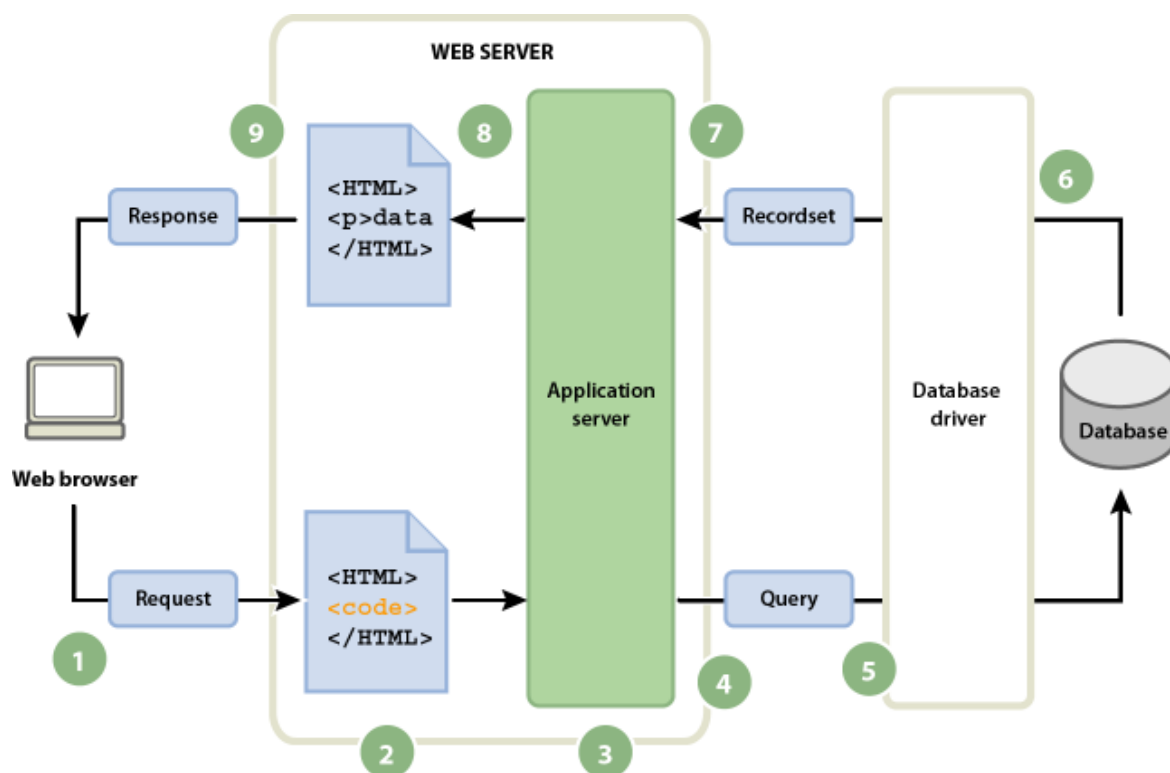 WEB SERVER
9
8
7
6
<HTML>
<p>data
</HTML>
Response
Recordset
Application
server
Database
driver
Database
Web browser
<HTML>
<code>
</HTML>
Request
Query
1
2
3
4
5